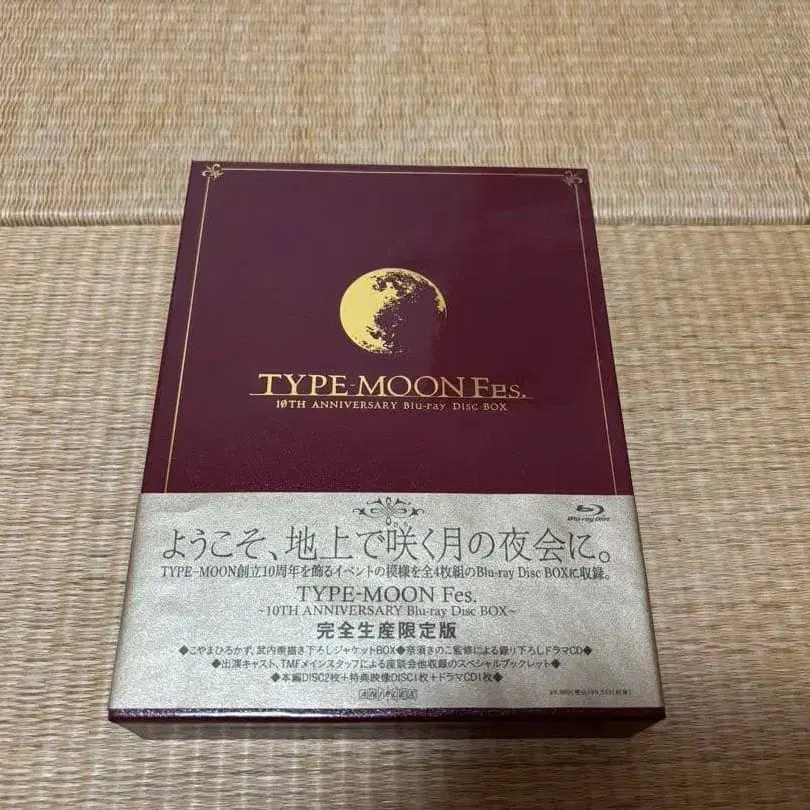 TYPE-MOON Fes.
10TH ANNIVERSARY Blu-ray Disc BOX
Blu-ray Disc
ようこそ、地上で咲く月の夜会に。
TYPE-MOON創立10周年を飾るイベントの模様を全4枚組のBlu-ray Disc BOXに収録。
TYPE-MOON Fes.
~10TH ANNIVERSARY Blu-ray Disc BOX~
完全生産限定版
◆こやまひろかず、武内崇描き下ろしジャケットBOX◆奈須きのこ監修による録り下ろしドラマCD◆
◆出演キャスト、TMFメインスタッフによる座談会他収録のスペシャルブックレット◆
◆本編DISC2枚+特典映像DISC1枚+ドラマCD1枚◆
ANIPLEX